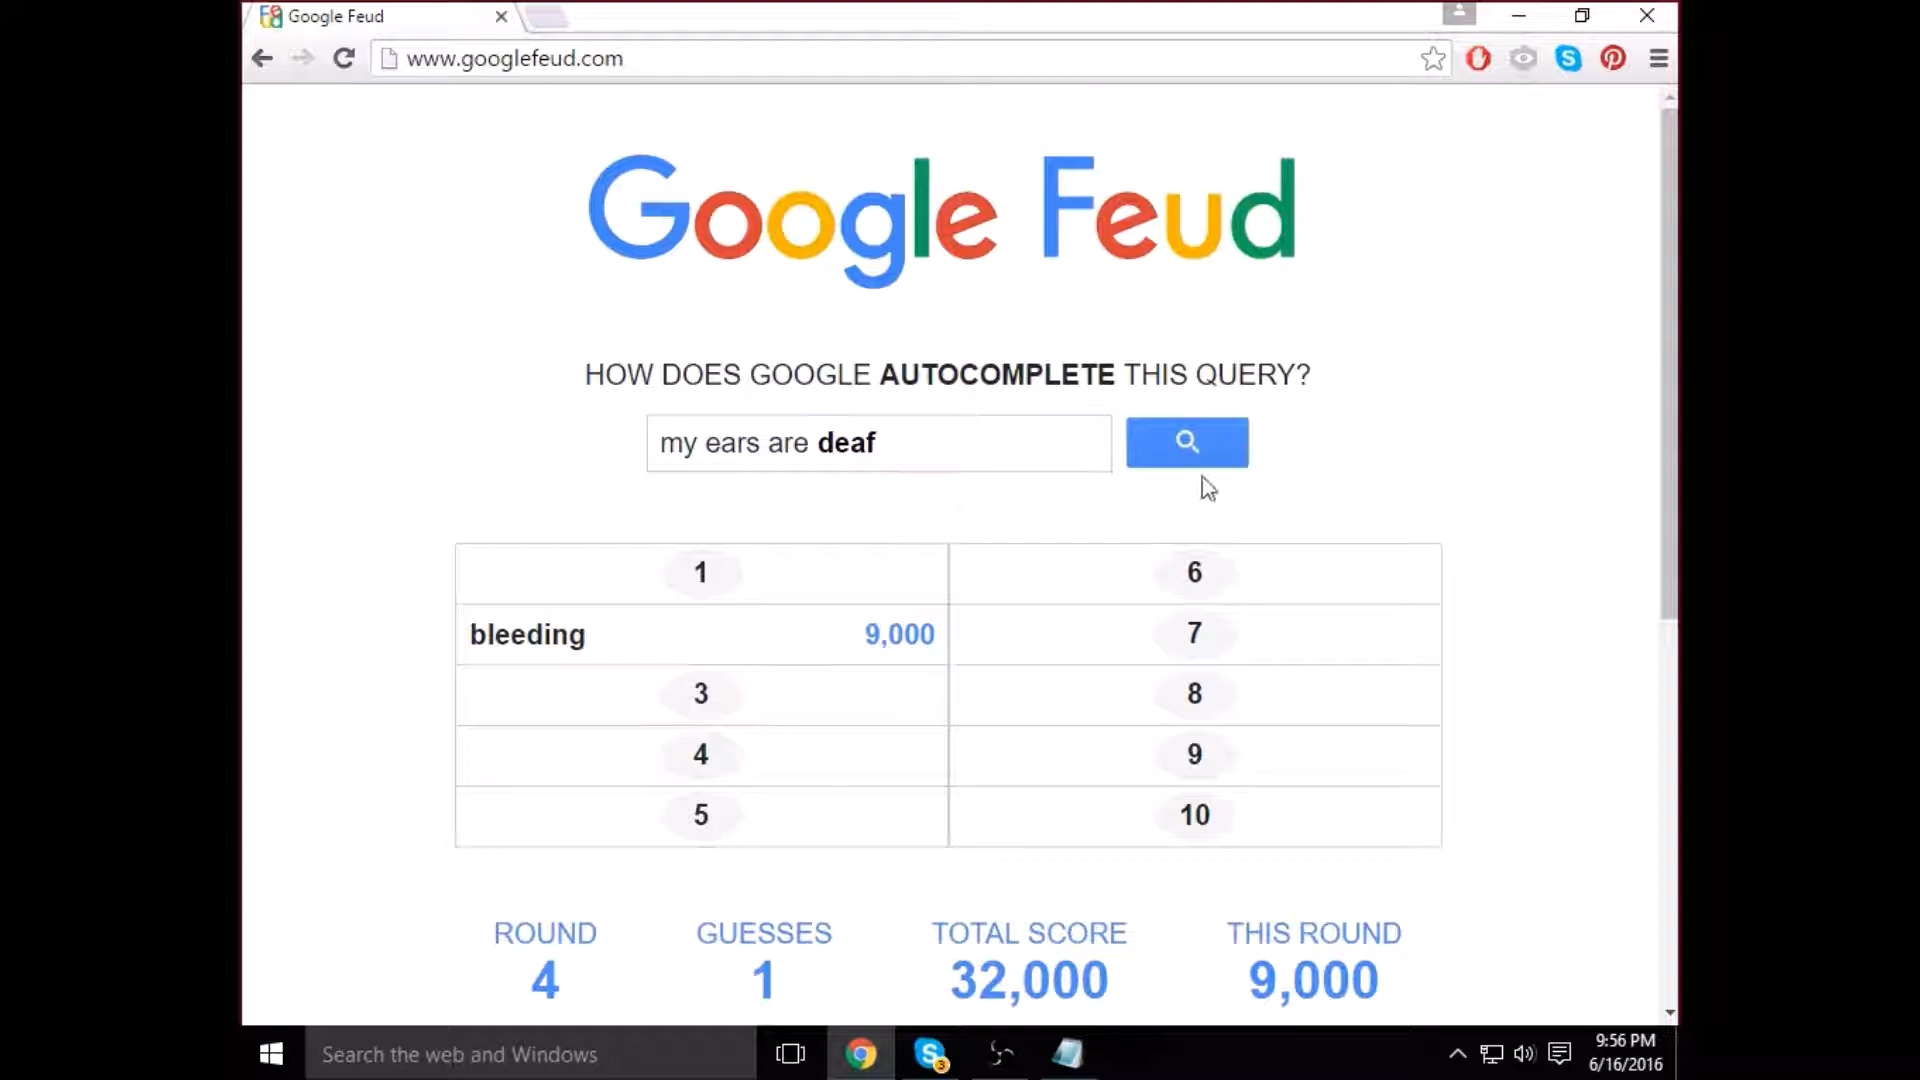 Google Feud
www.googlefeud.com
Google Feud
HOW DOES GOOGLE AUTOCOMPLETE THIS QUERY?
my ears are deaf
1
6
bleeding 9,000
7
3
8
4
9
5
10
ROUND GUESSES TOTAL SCORE THIS ROUND
4 1 32,000 9,000
Search the web and Windows
3
9:56 PM
6/16/2016